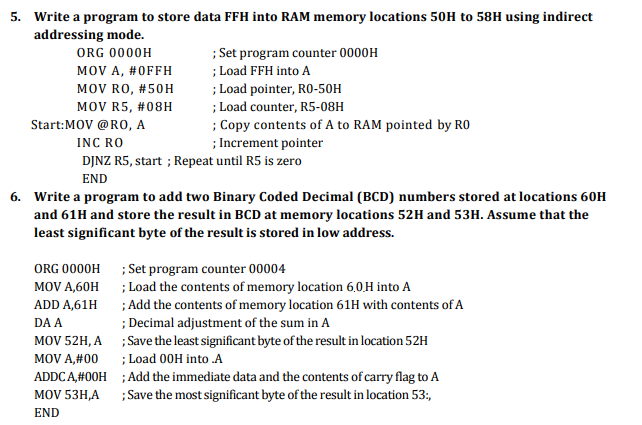 5. Write a program to store data FFH into RAM memory locations 50H to 58H using indirect
addressing mode.
ORG 0000H ; Set program counter 0000H
MOV A, #0FFH ; Load FFH into A
MOV RO, #50H ; Load pointer, R0-50H
MOV R5, #08H ; Load counter, R5-08H
Start:MOV @RO, A ; Copy contents of A to RAM pointed by R0
INC RO ; Increment pointer
DJNZ R5, start ; Repeat until R5 is zero
END
6. Write a program to add two Binary Coded Decimal (BCD) numbers stored at locations 60H
and 61H and store the result in BCD at memory locations 52H and 53H. Assume that the
least significant byte of the result is stored in low address.
ORG 0000H ; Set program counter 00004
MOV A,60H ; Load the contents of memory location 6.0.H into A
ADD A,61H ; Add the contents of memory location 61H with contents of A
DA A ; Decimal adjustment of the sum in A
MOV 52H, A ; Save the least significant byte of the result in location 52H
MOV A,#00 ; Load 00H into .A
ADDC A,#00H ; Add the immediate data and the contents of carry flag to A
MOV 53H,A ; Save the most significant byte of the result in location 53:,
END